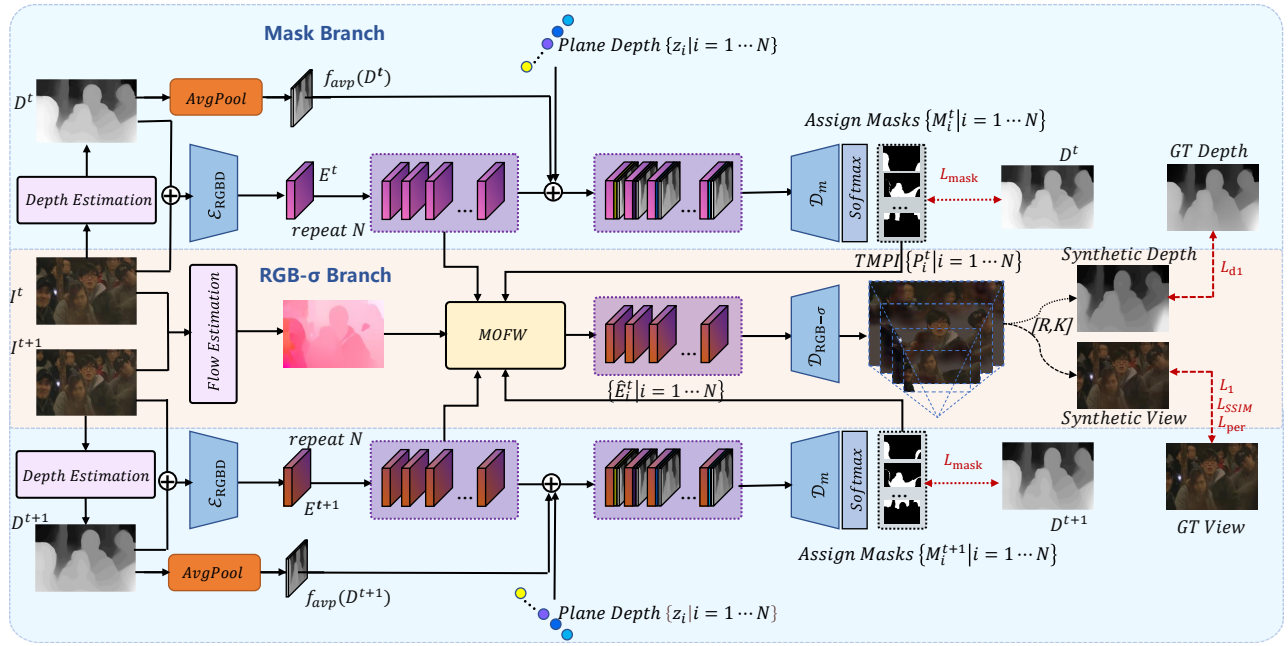 Mask Branch
Plane Depth {z_i|i = 1 ⋯ N}
D^t
AvgPool
f_avp(D^t)
Assign Masks {M_i^t|i = 1 ⋯ N}
Depth Estimation
ℰ_RGBD
E^t
repeat N
...
...
𝒟_m
Softmax
...
L_mask
D^t
GT Depth
I^t
RGB-σ Branch
TMPI {P_i^t|i = 1 ⋯ N}
Synthetic Depth
L_d1
I^{t+1}
Flow Estimation
MOFW
...
𝒟_RGB−σ
[R,K]
{Ê_i^t|i = 1 ⋯ N}
Synthetic View
L_1
L_SSIM
L_per
Depth Estimation
ℰ_RGBD
repeat N
E^{t+1}
...
...
𝒟_m
Softmax
...
L_mask
D^{t+1}
GT View
D^{t+1}
AvgPool
f_avp(D^{t+1})
Assign Masks {M_i^{t+1}|i = 1 ⋯ N}
Plane Depth {z_i|i = 1 ⋯ N}